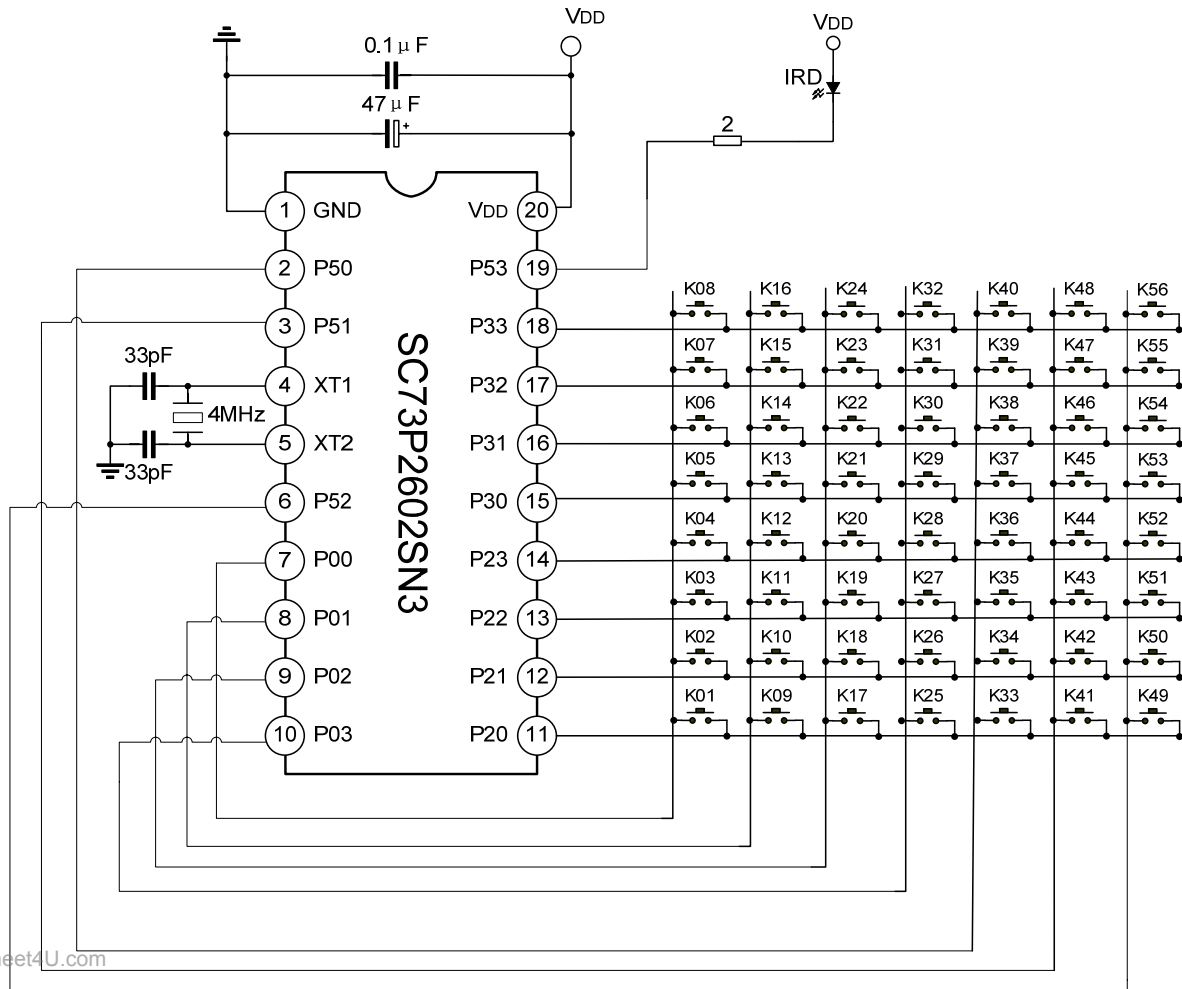 VDD
VDD
0.1 μ F
IRD
47 μ F
+
2
1 GND VDD 20
2 P50 P53 19
K08 K16 K24 K32 K40 K48 K56
3 P51 P33 18
33pF
K07 K15 K23 K31 K39 K47 K55
4 XT1 P32 17
4MHz
K06 K14 K22 K30 K38 K46 K54
5 XT2 P31 16
33pF
K05 K13 K21 K29 K37 K45 K53
6 P52 P30 15
K04 K12 K20 K28 K36 K44 K52
7 P00 P23 14
K03 K11 K19 K27 K35 K43 K51
8 P01 P22 13
K02 K10 K18 K26 K34 K42 K50
9 P02 P21 12
K01 K09 K17 K25 K33 K41 K49
10 P03 P20 11
SC73P2602SN3
eet4U.com